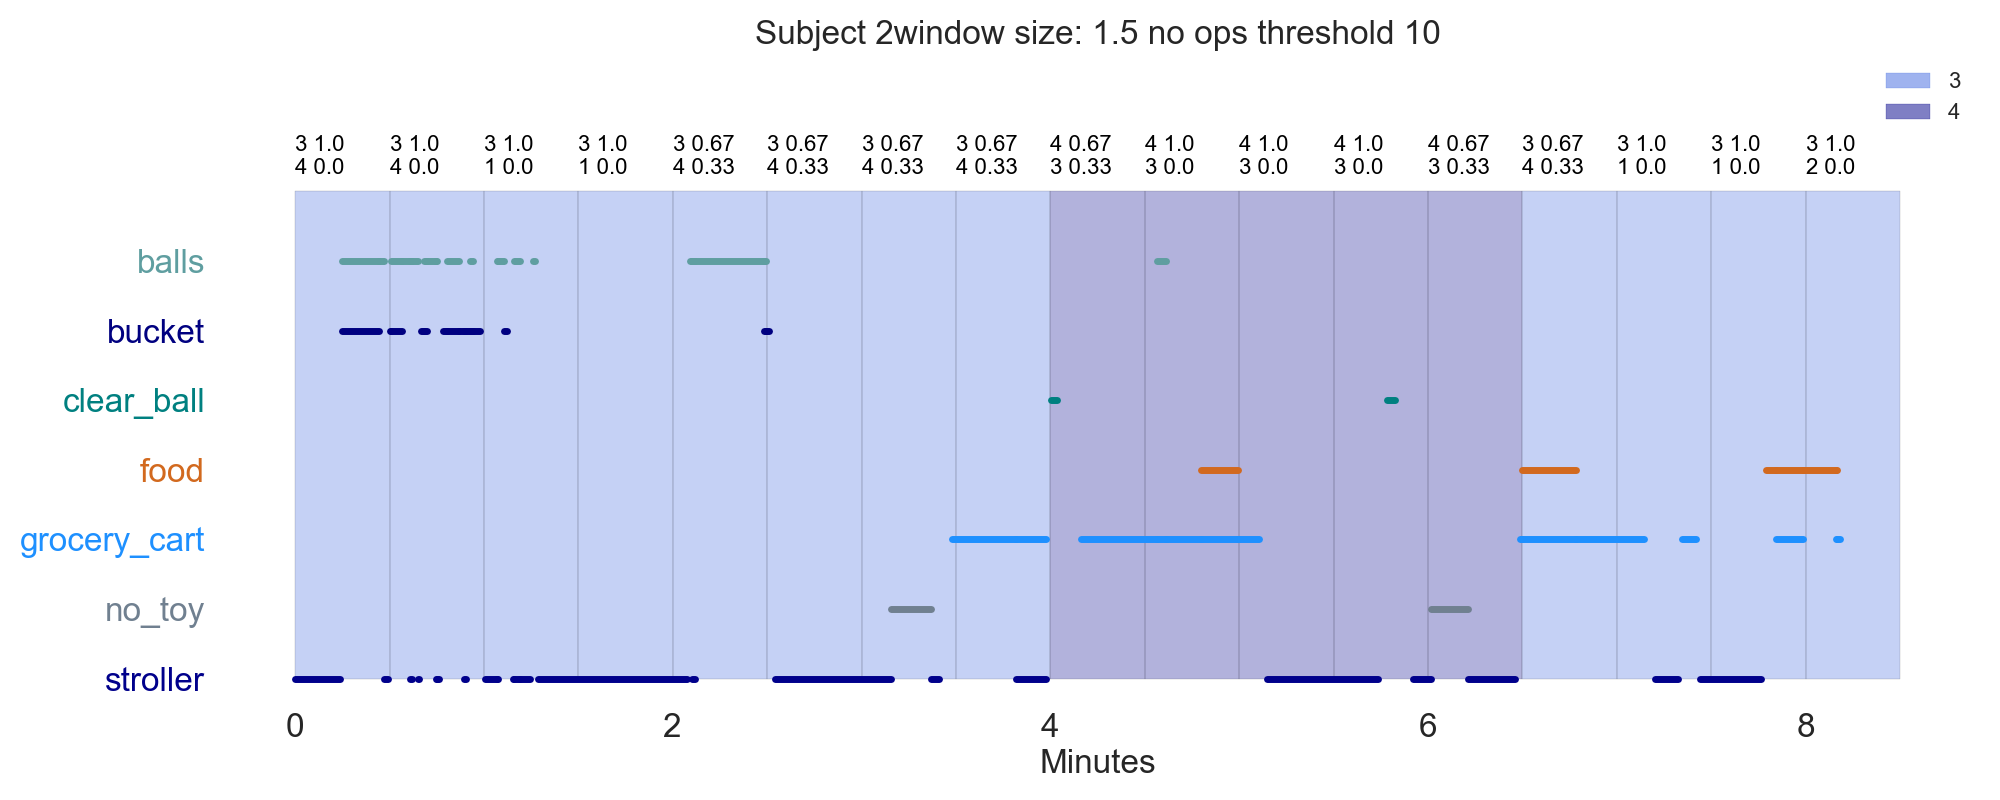 Subject 2window size: 1.5 no ops threshold 10
3
4
3 1.0 3 1.0 3 1.0 3 1.0 3 0.67 3 0.67 3 0.67 3 0.67 4 0.67 4 1.0 4 1.0 4 1.0 4 0.67 3 0.67 3 1.0 3 1.0 3 1.0
4 0.0 4 0.0 1 0.0 1 0.0 4 0.33 4 0.33 4 0.33 4 0.33 3 0.33 3 0.0 3 0.0 3 0.0 3 0.33 4 0.33 1 0.0 1 0.0 2 0.0
balls
bucket
clear_ball
food
grocery_cart
no_toy
stroller
0 2 4 6 8
Minutes